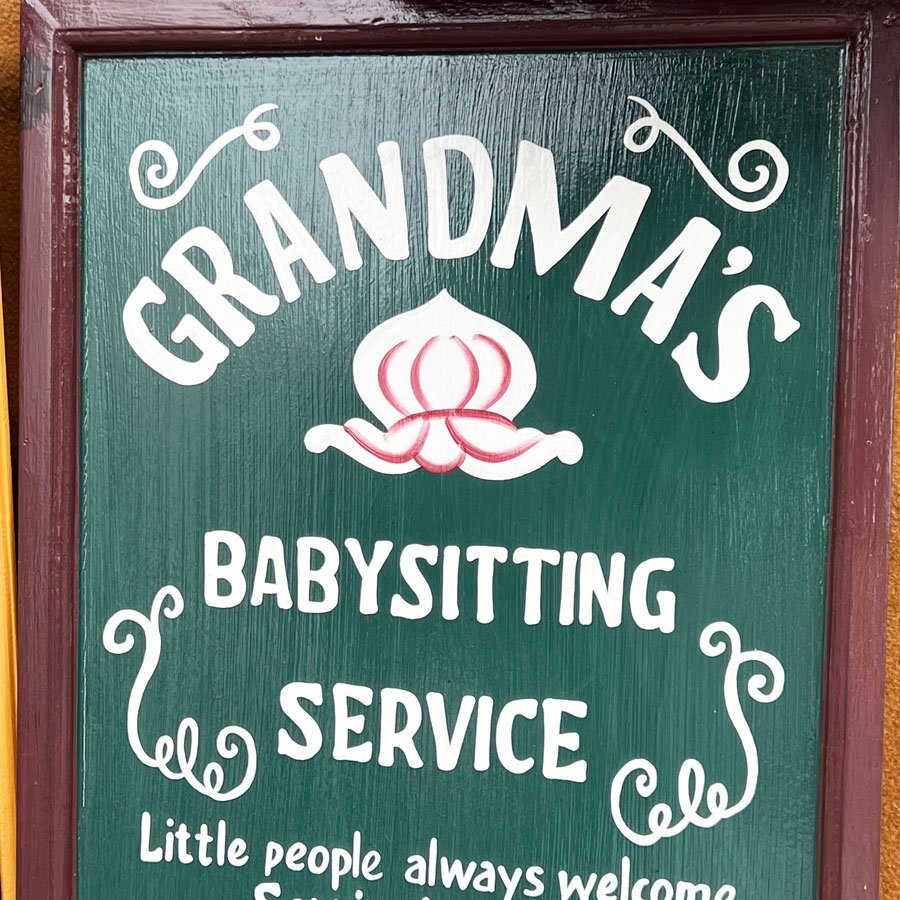 GRANDMA'S
BABYSITTING
SERVICE
Little people always welcome